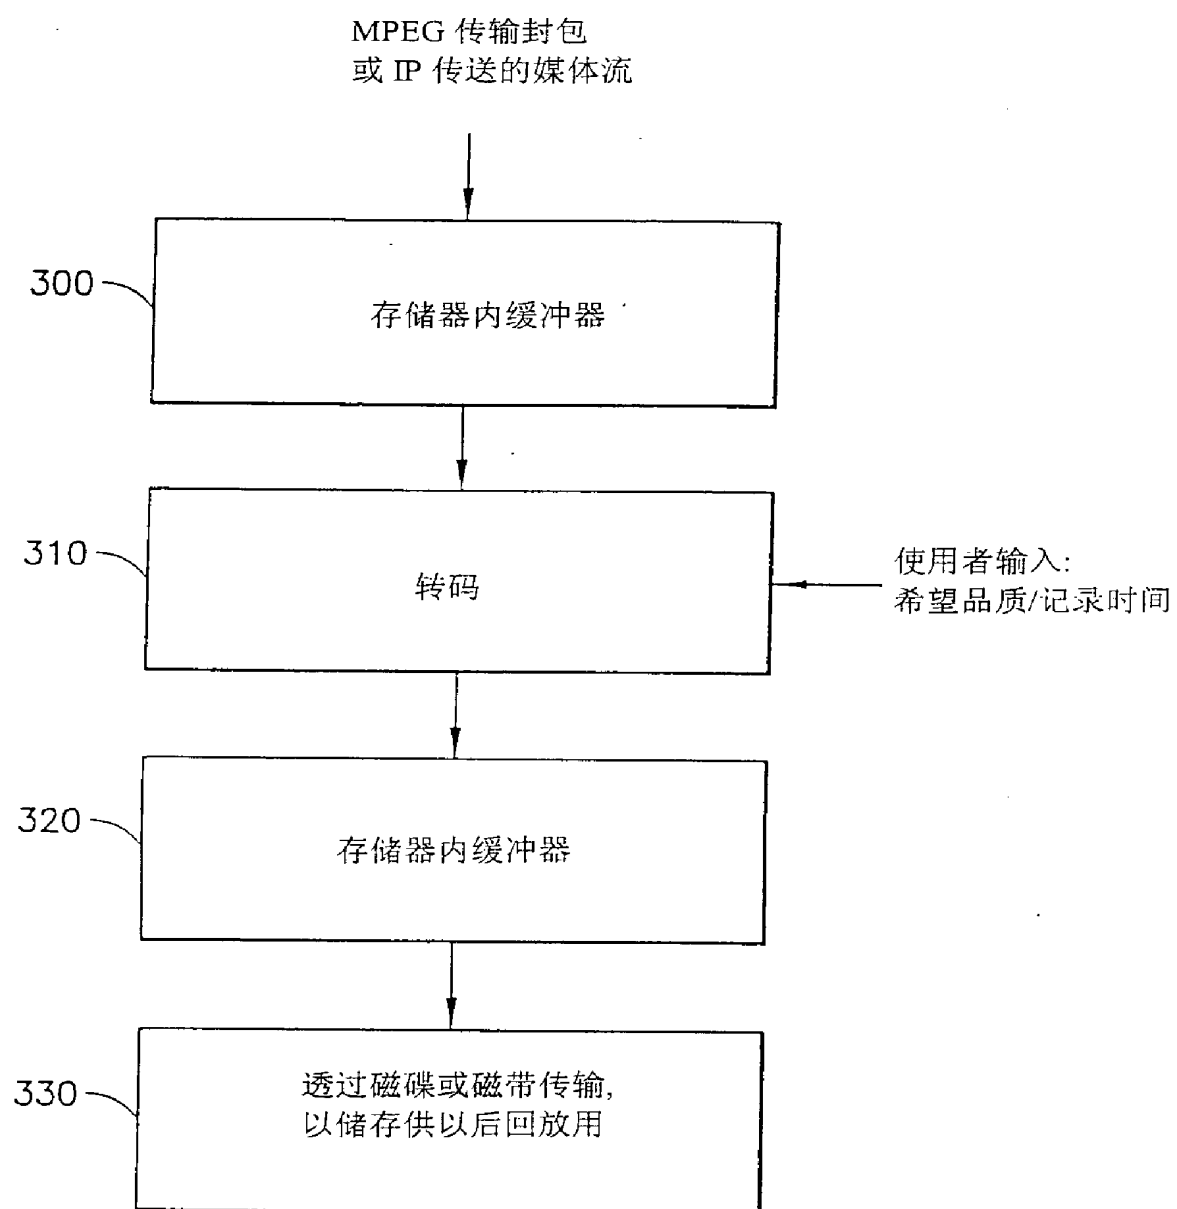 MPEG 传输封包
或 IP 传送的媒体流
300
存储器内缓冲器
310
转码
使用者输入:
希望品质/记录时间
320
存储器内缓冲器
330
透过磁碟或磁带传输,
以储存供以后回放用